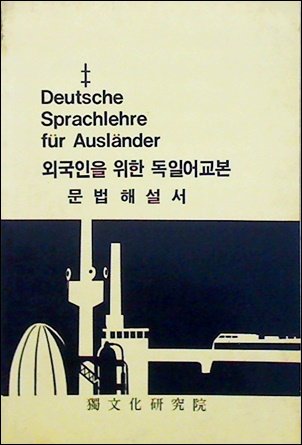 Deutsche
Sprachlehre
für Ausländer
외국인을 위한 독일어교본
문법해설서
獨文化研究院